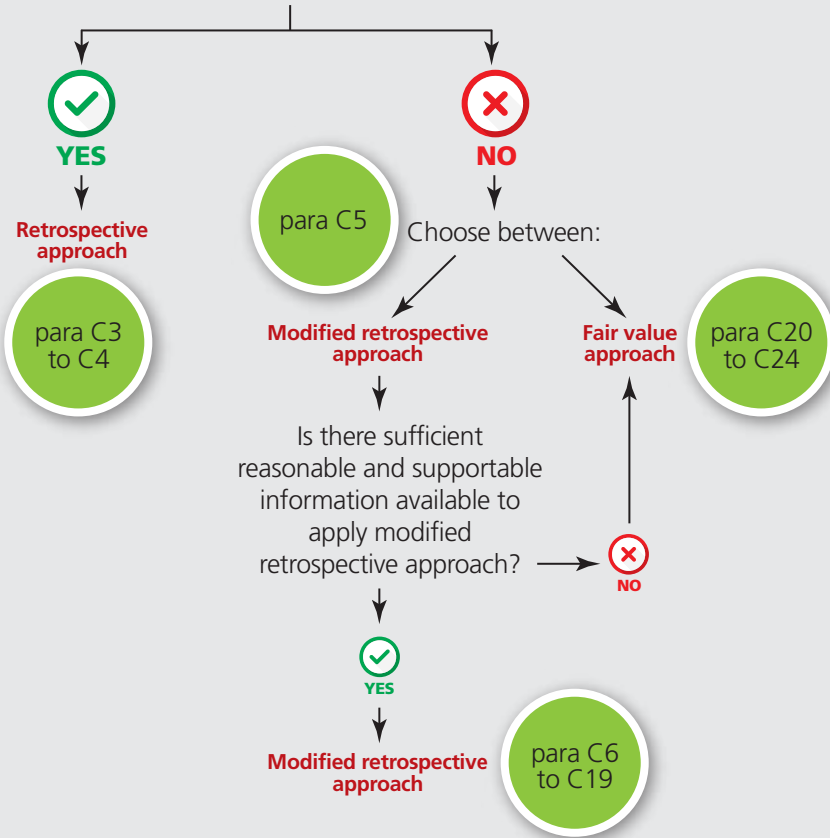 YES
NO
Retrospective
approach
para C3
to C4
para C5
Choose between:
Modified retrospective
approach
Fair value
approach
para C20
to C24
Is there sufficient
reasonable and supportable
information available to
apply modified
retrospective approach?
NO
YES
Modified retrospective
approach
para C6
to C19